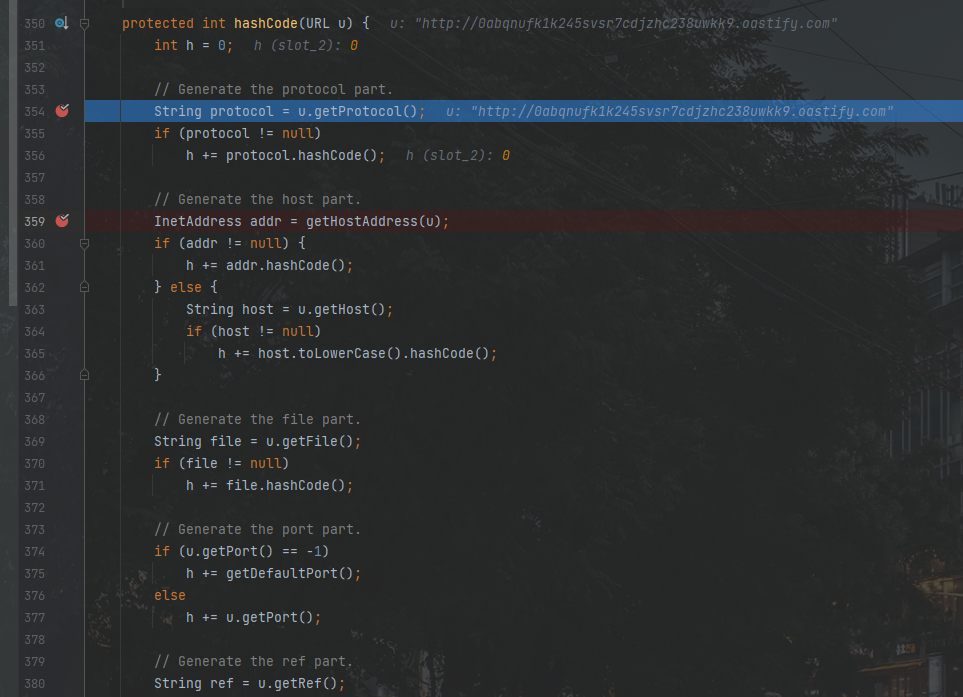 350 protected int hashCode(URL u) { u: "http://0abqnufk1k245svsr7cdjzhc238uwkk9.oastify.com"
351 int h = 0; h (slot_2): 0
352
353 // Generate the protocol part.
354 String protocol = u.getProtocol(); u: "http://0abqnufk1k245svsr7cdjzhc238uwkk9.oastify.com"
355 if (protocol != null)
356 h += protocol.hashCode(); h (slot_2): 0
357
358 // Generate the host part.
359 InetAddress addr = getHostAddress(u);
360 if (addr != null) {
361 h += addr.hashCode();
362 } else {
363 String host = u.getHost();
364 if (host != null)
365 h += host.toLowerCase().hashCode();
366 }
367
368 // Generate the file part.
369 String file = u.getFile();
370 if (file != null)
371 h += file.hashCode();
372
373 // Generate the port part.
374 if (u.getPort() == -1)
375 h += getDefaultPort();
376 else
377 h += u.getPort();
378
379 // Generate the ref part.
380 String ref = u.getRef();